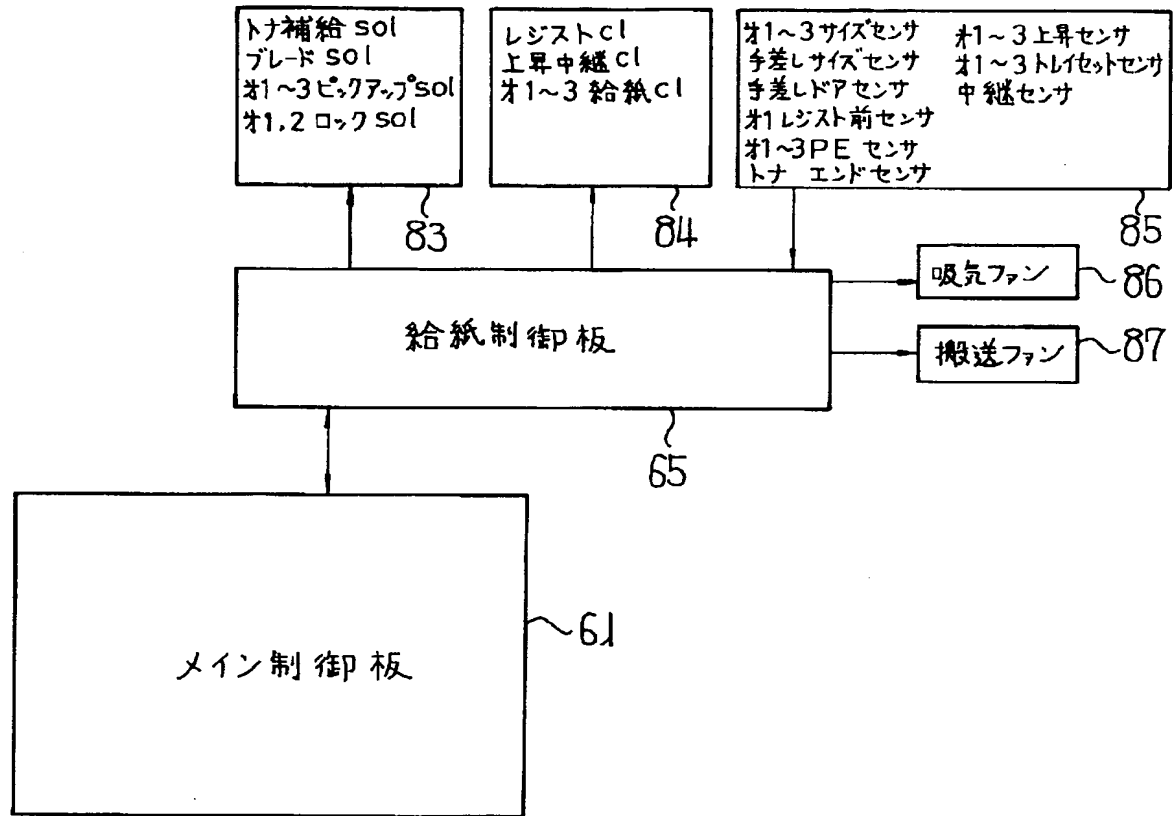 トナ補給 sol
ブレード sol
オ1~3ピックアップsol
オ1,2 ロック sol
83
レジスト cl
上昇中継 cl
オ1~3 給紙 cl
84
オ1~3 サイズセンサ
手差しサイズセンサ
手差しドアセンサ
オ1レジスト前センサ
オ1~3PE センサ
トナ エンドセンサ
オ1~3 上昇センサ
オ1~3トレイセットセンサ
中継センサ
85
吸気ファン
86
搬送ファン
87
給紙制御板
65
メイン制御板
61